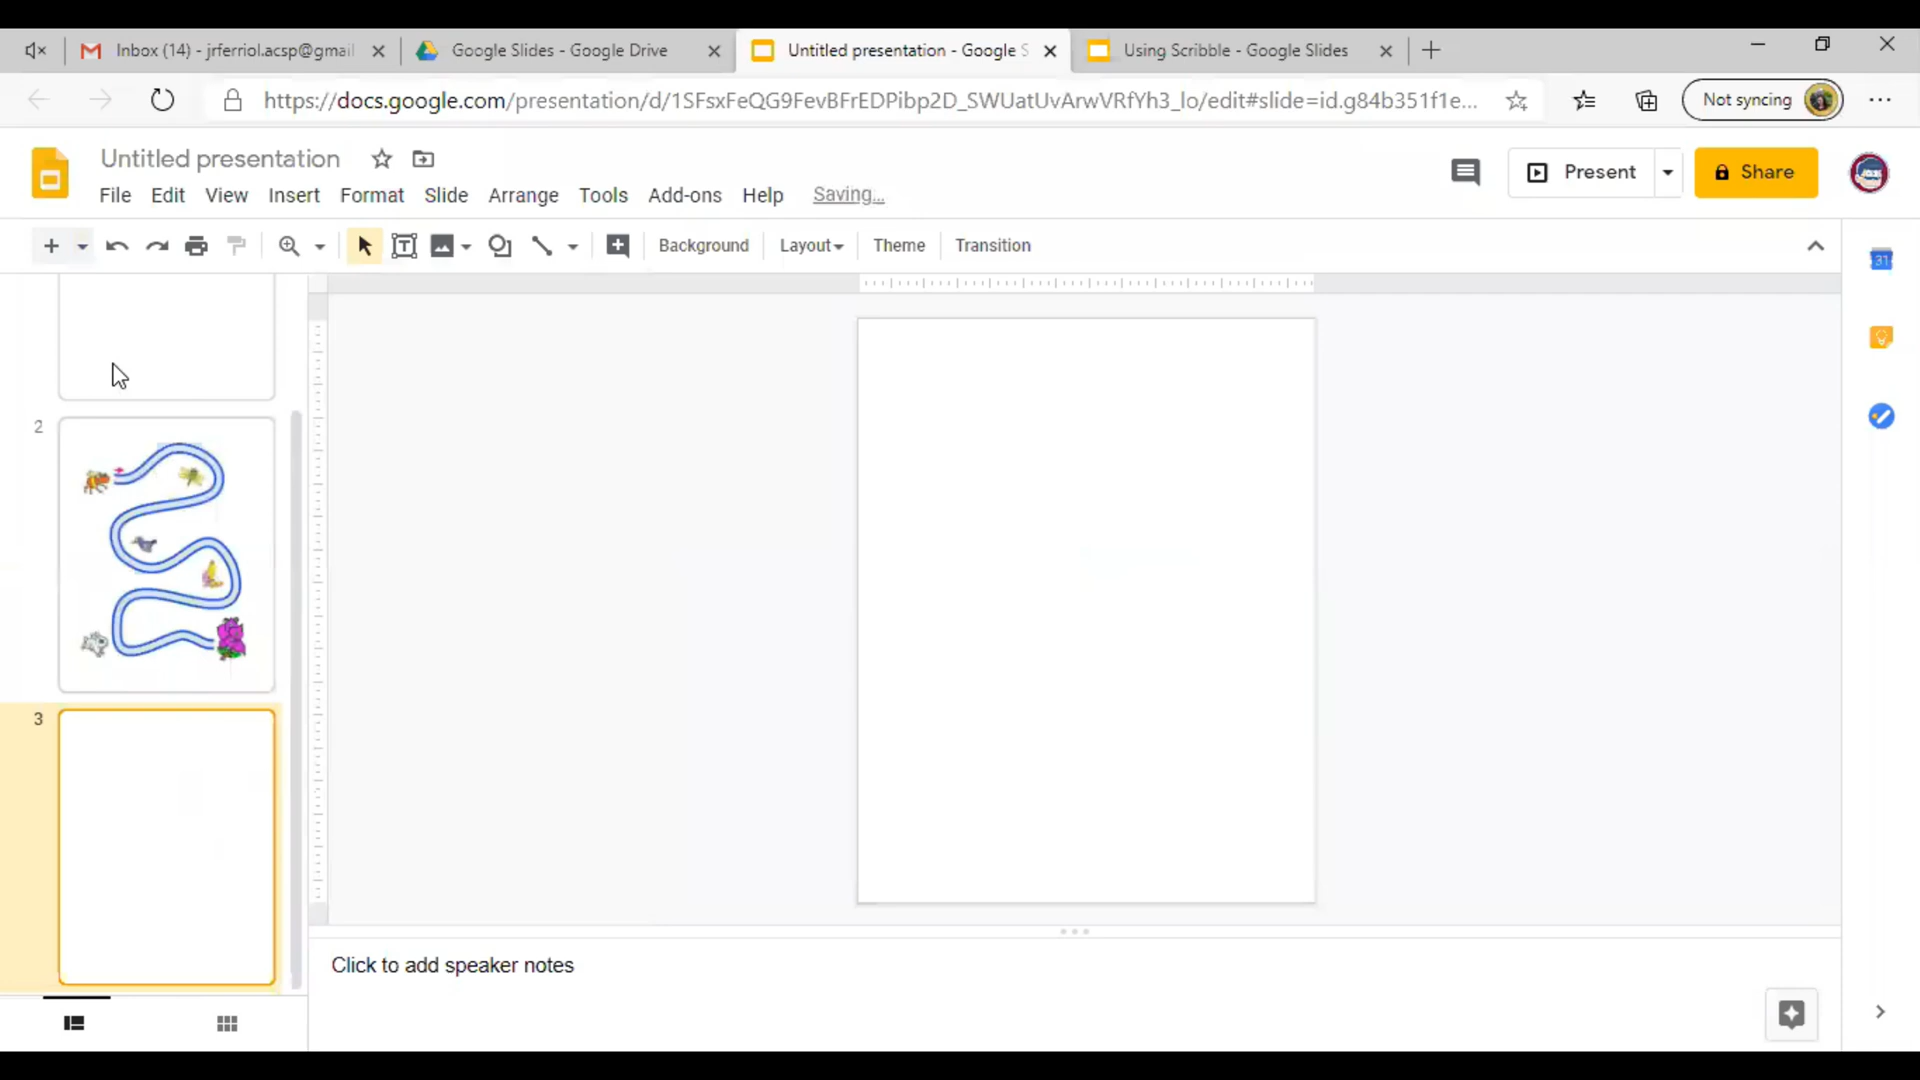 Inbox (14) - jrferriol.acsp@gmail
Google Slides - Google Drive
Untitled presentation - Google S
Using Scribble - Google Slides
https://docs.google.com/presentation/d/1SFsxFeQG9FevBFrEDPibp2D_SWUatUvArwVRfYh3_lo/edit#slide=id.g84b351f1e...
Not syncing
Untitled presentation
File Edit View Insert Format Slide Arrange Tools Add-ons Help Saving...
Present
Share
Background Layout Theme Transition
31
2
3
Click to add speaker notes